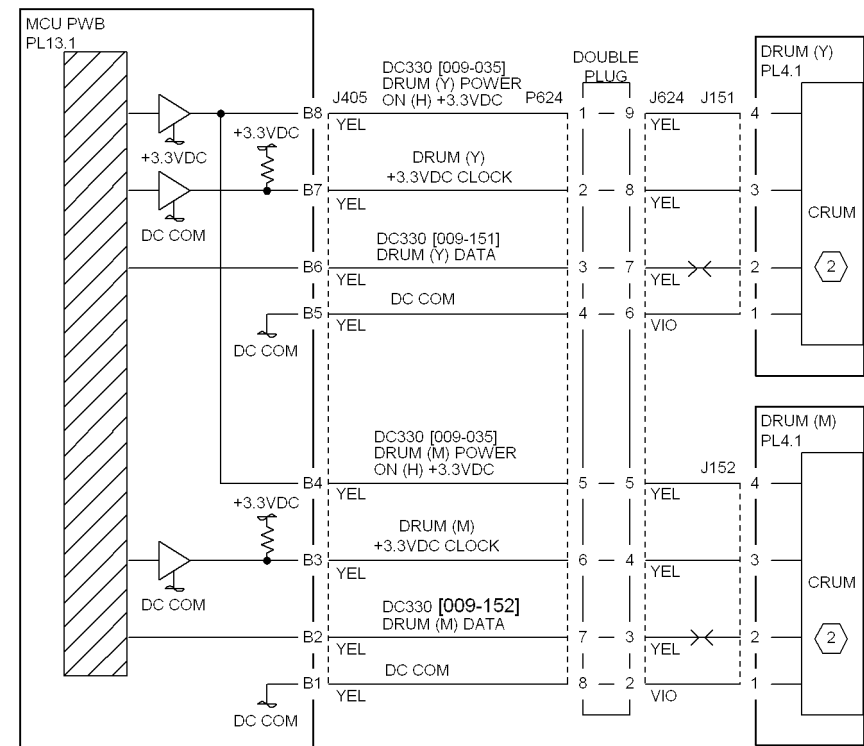 MCU PWB
PL13.1
DOUBLE
PLUG
DRUM (Y)
PL4.1
DC330 [009-035]
DRUM (Y) POWER
ON (H) +3.3VDC
J405
P624
J624
J151
B8
YEL
1
9
YEL
4
+3.3VDC
+3.3VDC
DRUM (Y)
+3.3VDC CLOCK
B7
YEL
2
8
YEL
3
DC COM
CRUM
DC330 [009-151]
DRUM (Y) DATA
B6
YEL
3
7
YEL
2
2
DC COM
B5
YEL
4
6
VIO
1
DC COM
DRUM (M)
PL4.1
DC330 [009-035]
DRUM (M) POWER
ON (H) +3.3VDC
J152
B4
YEL
5
5
YEL
4
+3.3VDC
DRUM (M)
+3.3VDC CLOCK
B3
YEL
6
4
YEL
3
CRUM
DC COM
DC330 [009-152]
DRUM (M) DATA
B2
YEL
7
3
YEL
2
2
DC COM
B1
YEL
8
2
VIO
1
DC COM